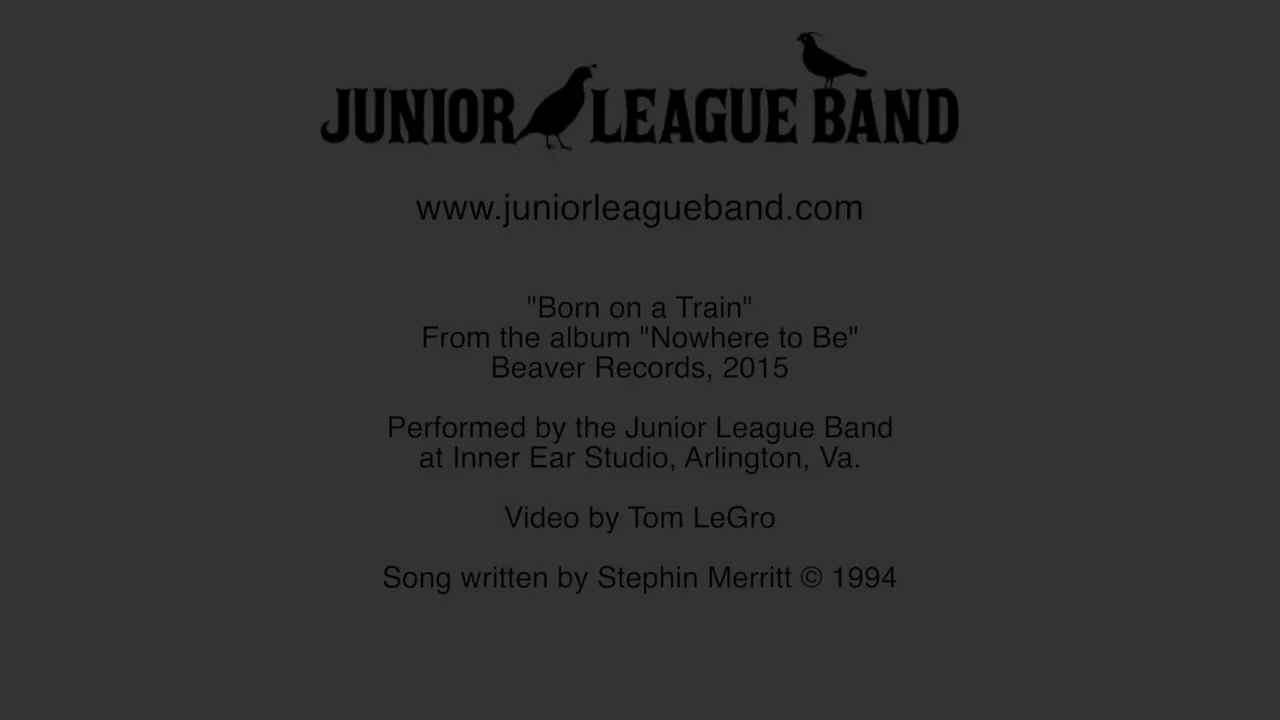 JUNIOR LEAGUE BAND
www.juniorleagueband.com
"Born on a Train"
From the album "Nowhere to Be"
Beaver Records, 2015
Performed by the Junior League Band
at Inner Ear Studio, Arlington, Va.
Video by Tom LeGro
Song written by Stephin Merritt © 1994